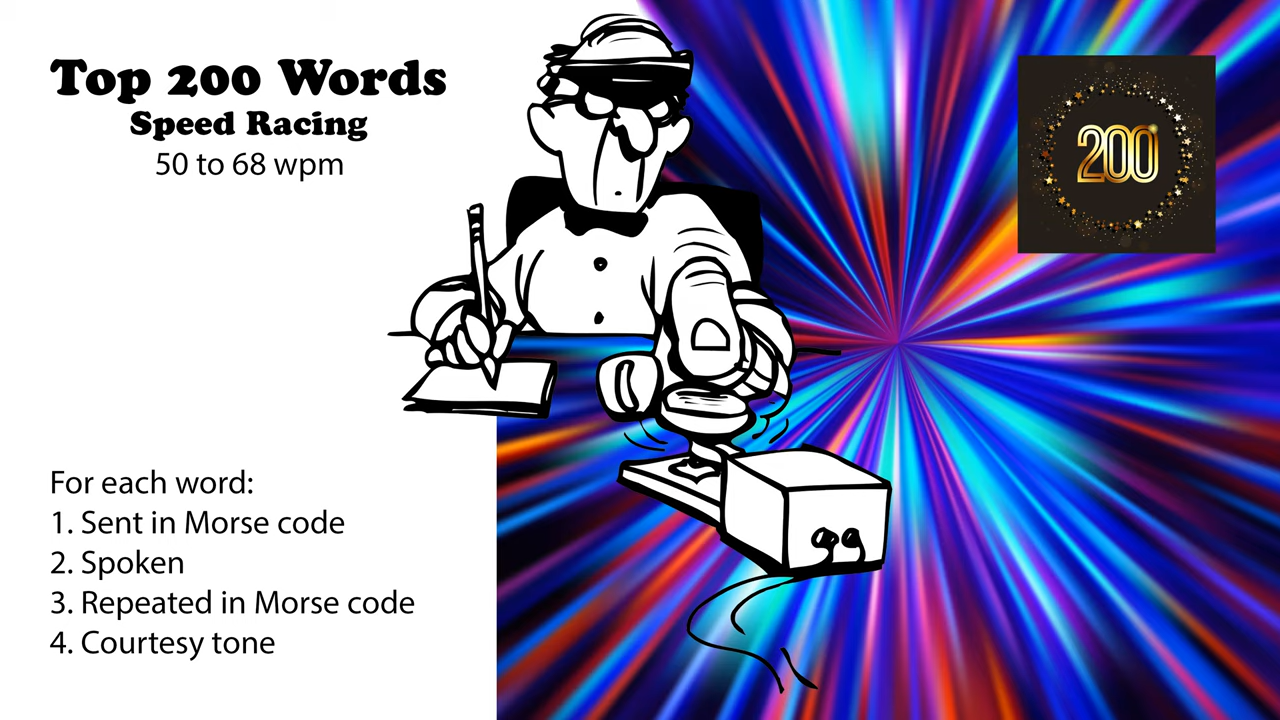 Top 200 Words
Speed Racing
50 to 68 wpm
200
For each word:
1. Sent in Morse code
2. Spoken
3. Repeated in Morse code
4. Courtesy tone